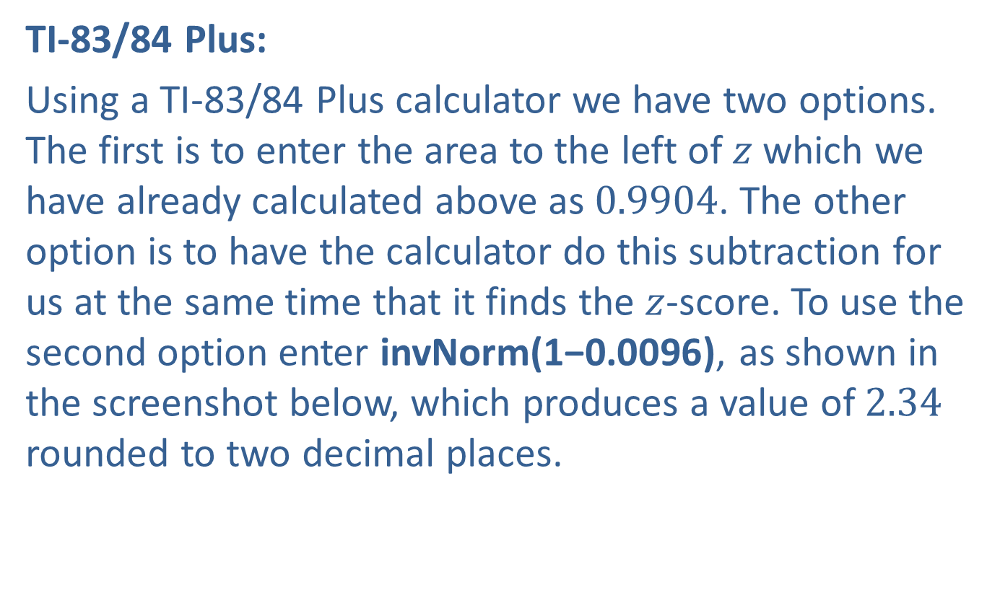 TI-83/84 Plus:
Using a TI-83/84 Plus calculator we have two options.
The first is to enter the area to the left of z which we
have already calculated above as 0.9904. The other
option is to have the calculator do this subtraction for
us at the same time that it finds the z-score. To use the
second option enter invNorm(1−0.0096), as shown in
the screenshot below, which produces a value of 2.34
rounded to two decimal places.